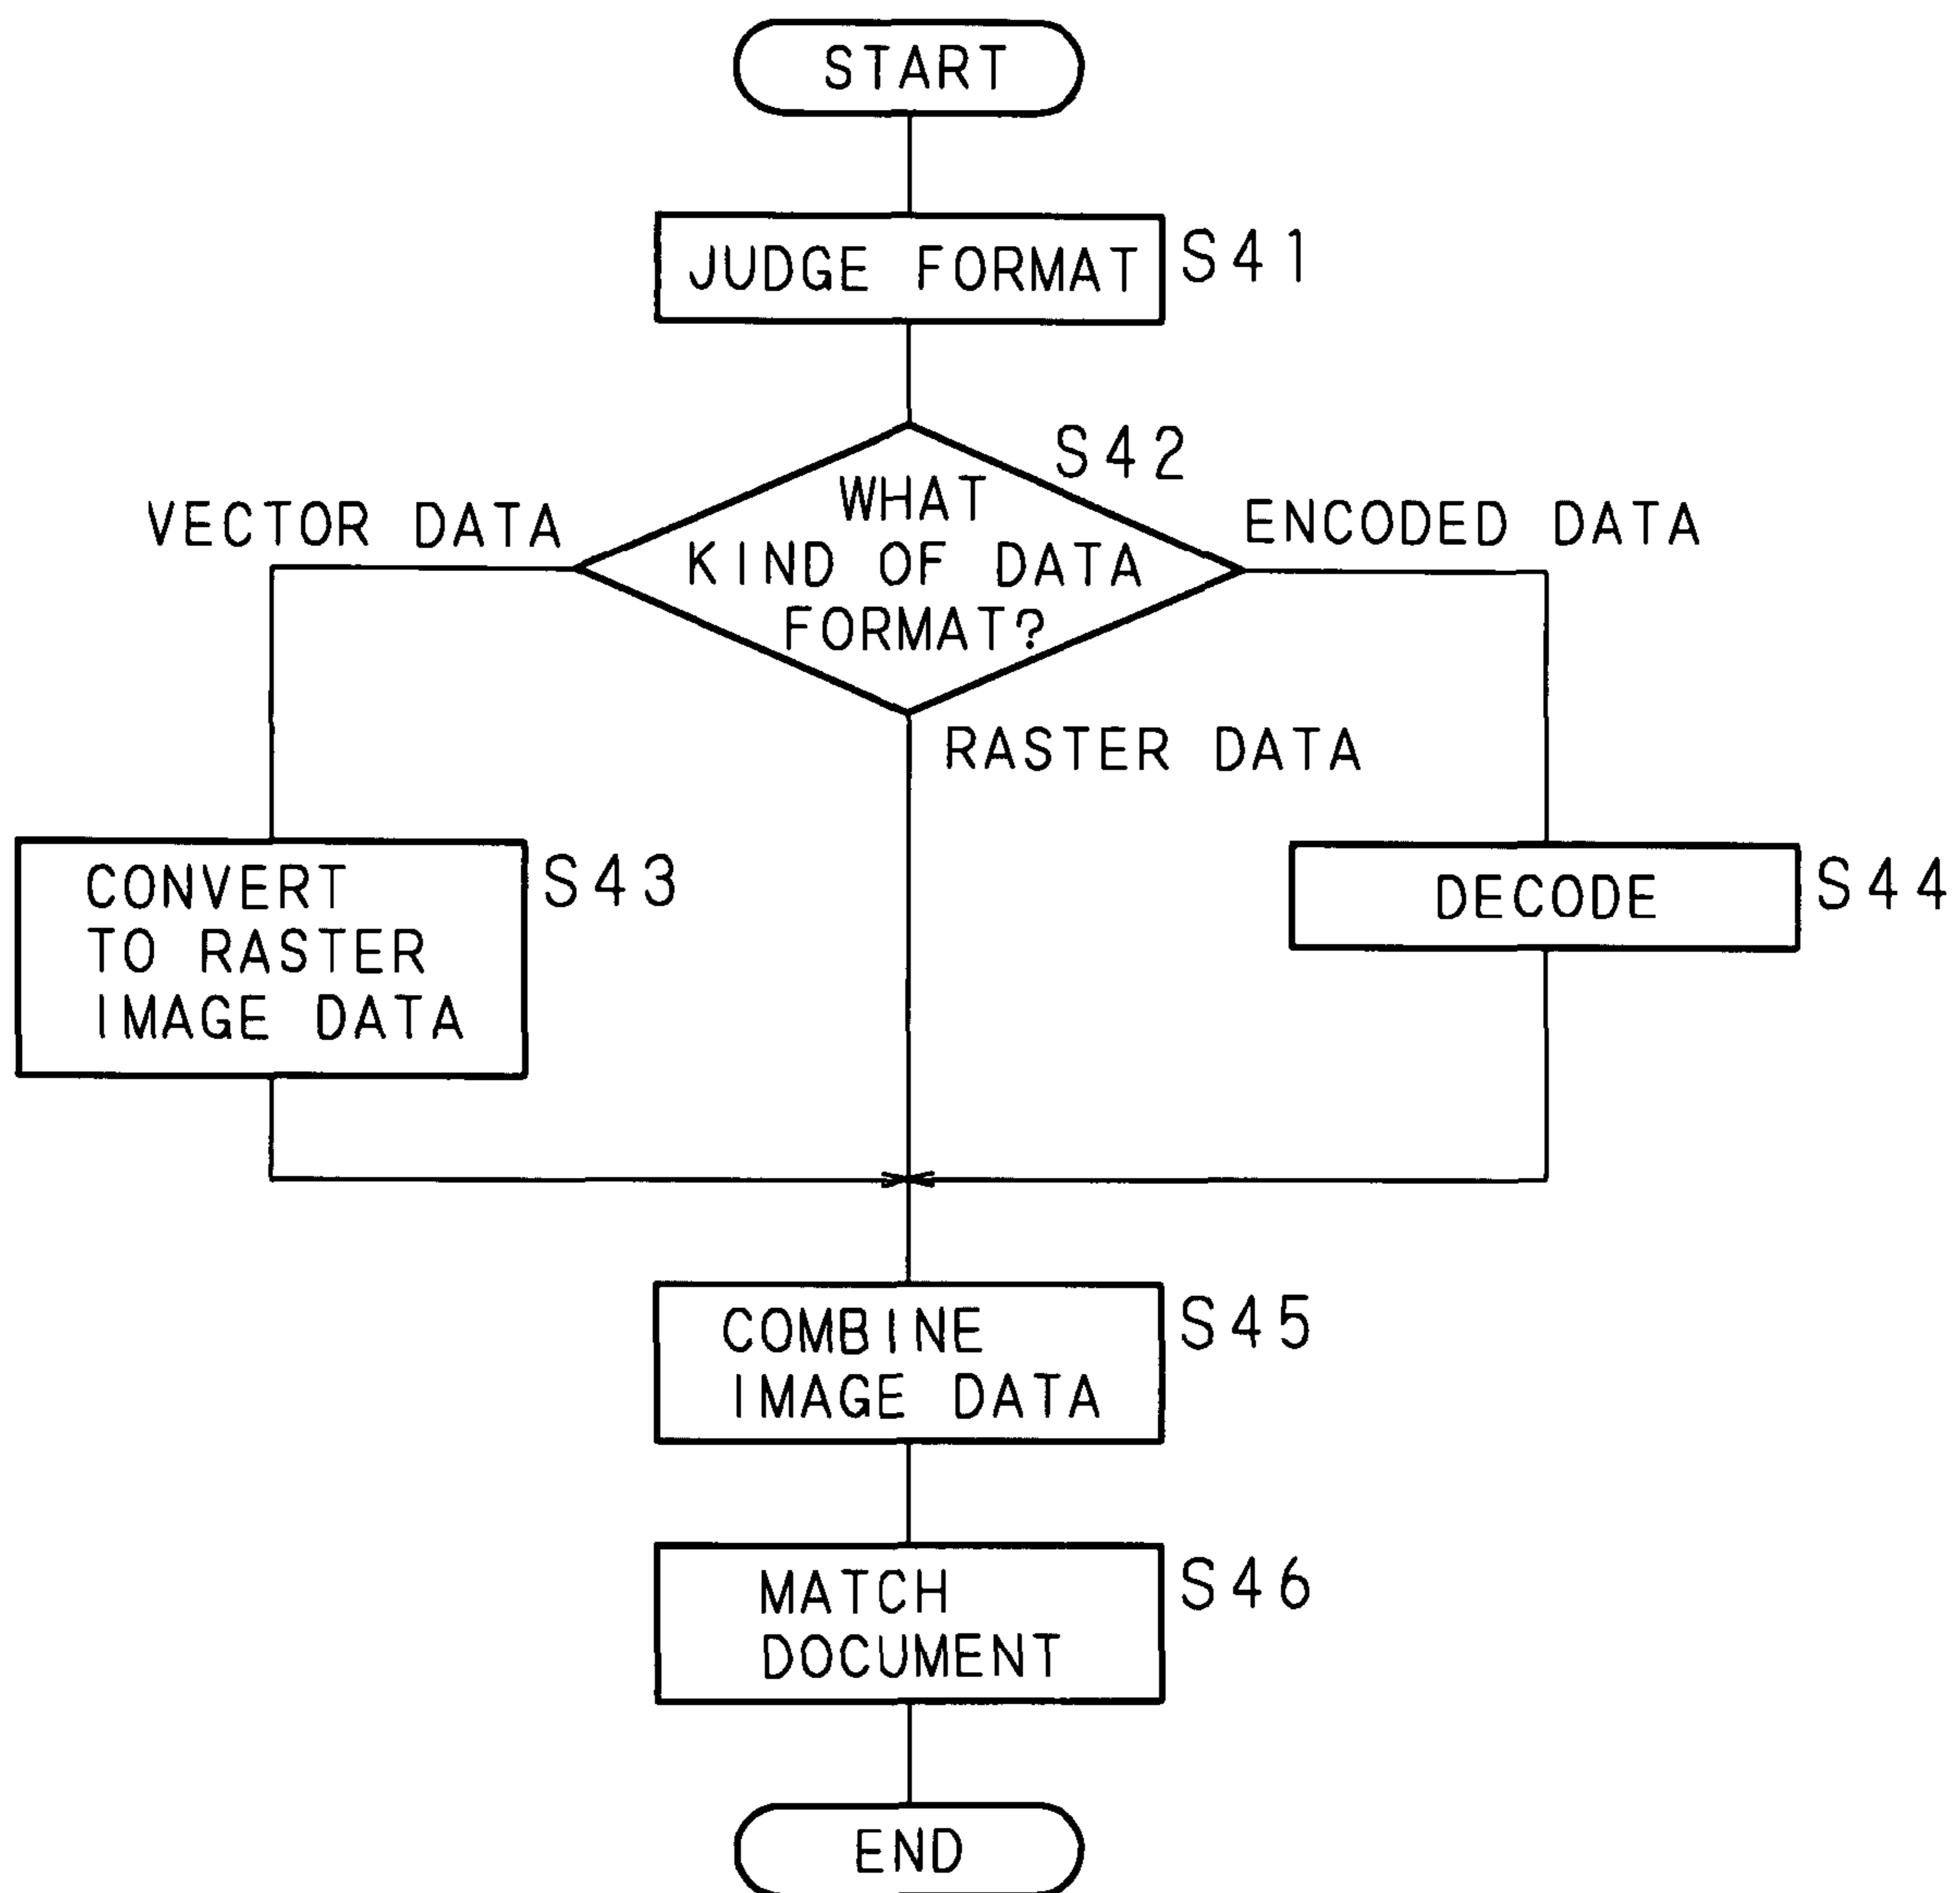 START
JUDGE FORMAT
S41
S42
WHAT
KIND OF DATA
FORMAT?
VECTOR DATA
ENCODED DATA
RASTER DATA
CONVERT
TO RASTER
IMAGE DATA
S43
DECODE
S44
COMBINE
IMAGE DATA
S45
MATCH
DOCUMENT
S46
END